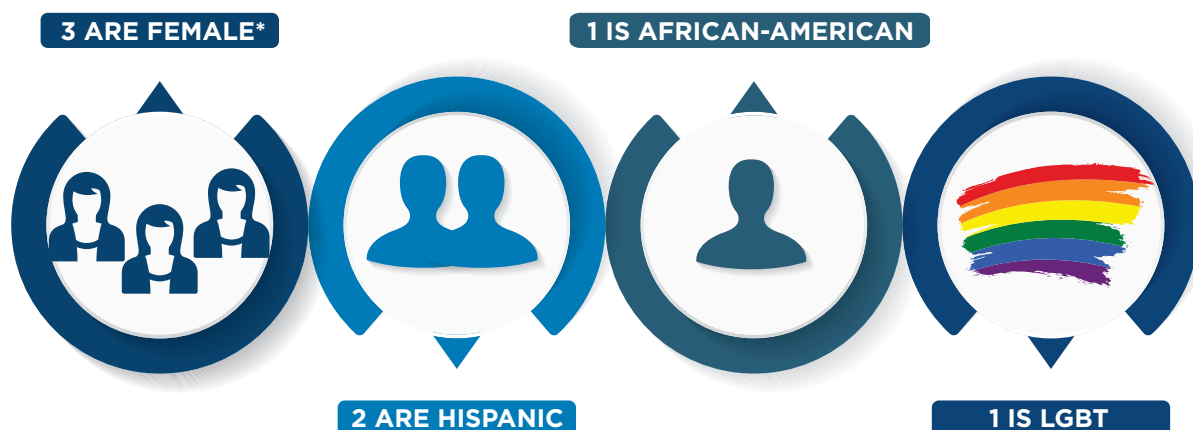 3 ARE FEMALE*
1 IS AFRICAN-AMERICAN
2 ARE HISPANIC
1 IS LGBT